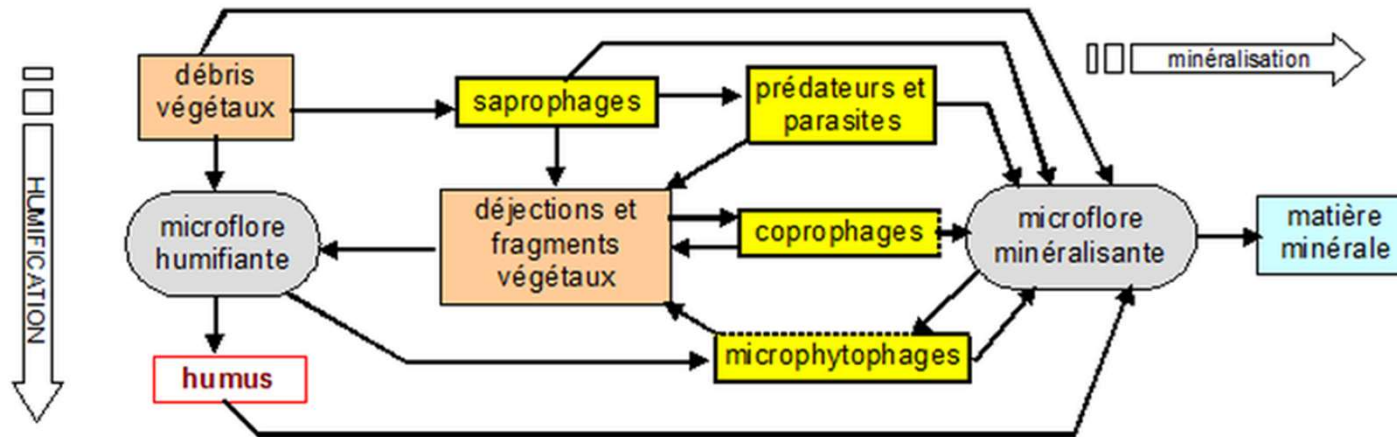 débris
végétaux
saprophages
prédateurs et
parasites
minéralisation
HUMIFICATION
microflore
humifiante
déjections et
fragments
végétaux
coprophages
microflore
minéralisante
matière
minérale
humus
microphytophages